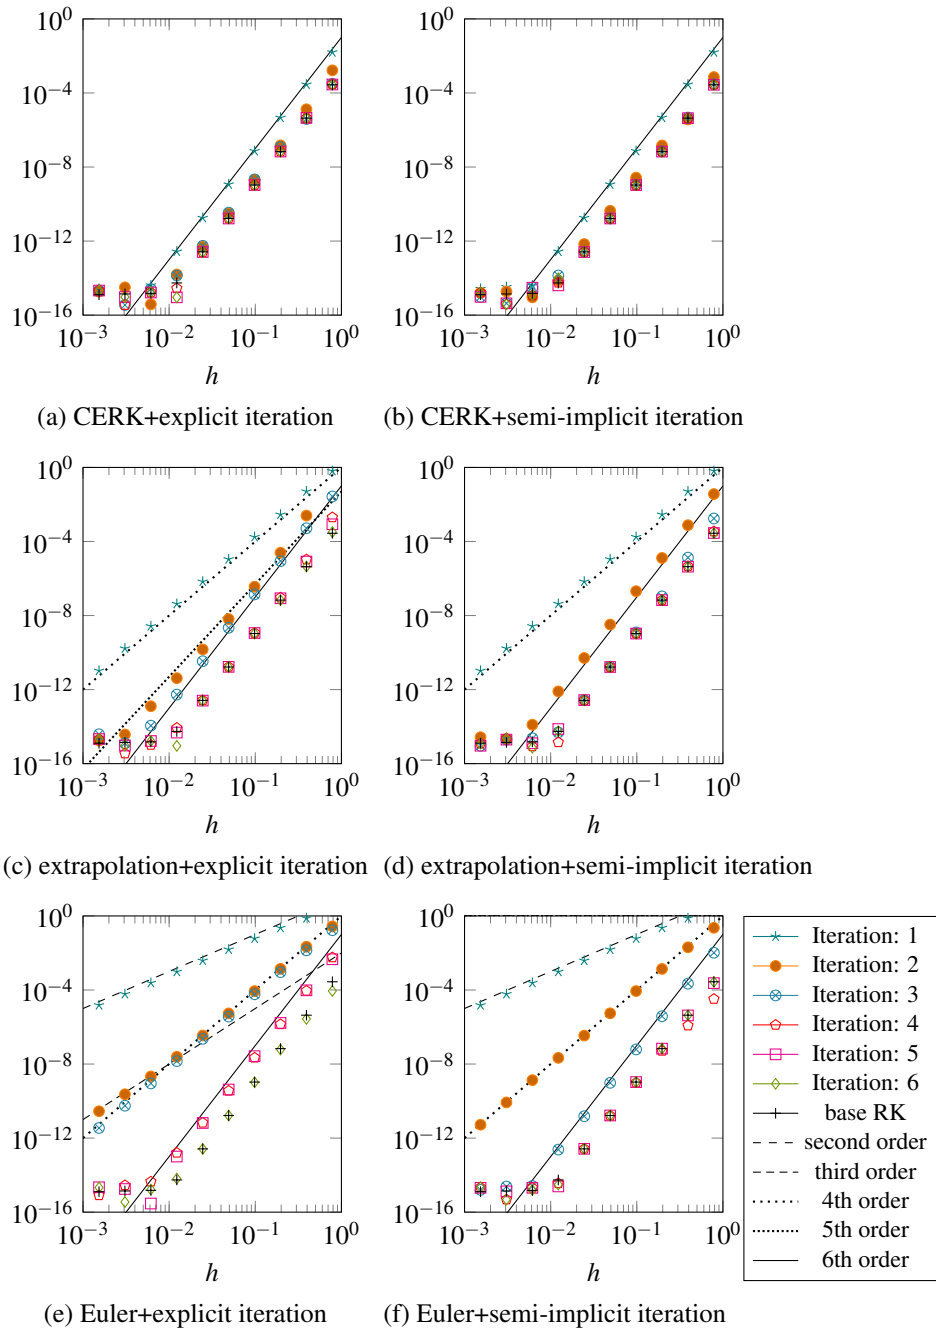 10^0
10^−4
10^−8
10^−12
10^−16
10^−3 10^−2 10^−1 10^0
h
(a) CERK+explicit iteration
10^0
10^−4
10^−8
10^−12
10^−16
10^−3 10^−2 10^−1 10^0
h
(b) CERK+semi-implicit iteration
10^0
10^−4
10^−8
10^−12
10^−16
10^−3 10^−2 10^−1 10^0
h
(c) extrapolation+explicit iteration
10^0
10^−4
10^−8
10^−12
10^−16
10^−3 10^−2 10^−1 10^0
h
(d) extrapolation+semi-implicit iteration
10^0
10^−4
10^−8
10^−12
10^−16
10^−3 10^−2 10^−1 10^0
h
(e) Euler+explicit iteration
10^0
10^−4
10^−8
10^−12
10^−16
10^−3 10^−2 10^−1 10^0
h
(f) Euler+semi-implicit iteration
Iteration: 1
Iteration: 2
Iteration: 3
Iteration: 4
Iteration: 5
Iteration: 6
base RK
second order
third order
4th order
5th order
6th order